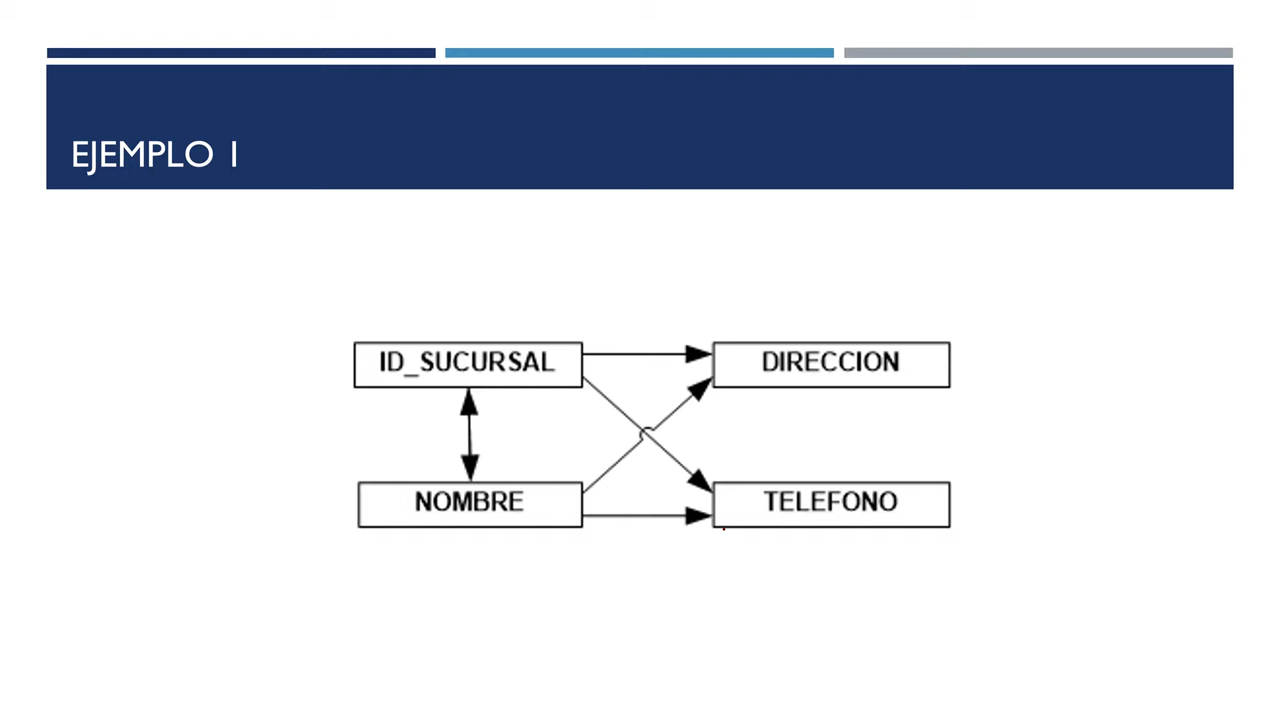 EJEMPLO 1
ID_SUCURSAL
DIRECCION
NOMBRE
TELEFONO